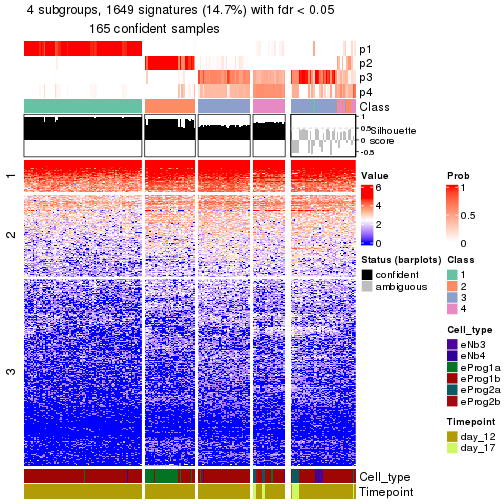 4 subgroups, 1649 signatures (14.7%) with fdr < 0.05
165 confident samples
p1
p2
p3
p4
Class
1
0.5
0
-0.5
Silhouette
score
1
2
3
Value
6
4
2
0
Prob
1
0.5
0
Status (barplots)
confident
ambiguous
Class
1
2
3
4
Cell_type
eNb3
eNb4
eProg1a
eProg1b
eProg2a
eProg2b
Timepoint
day_12
day_17
Cell_type
Timepoint